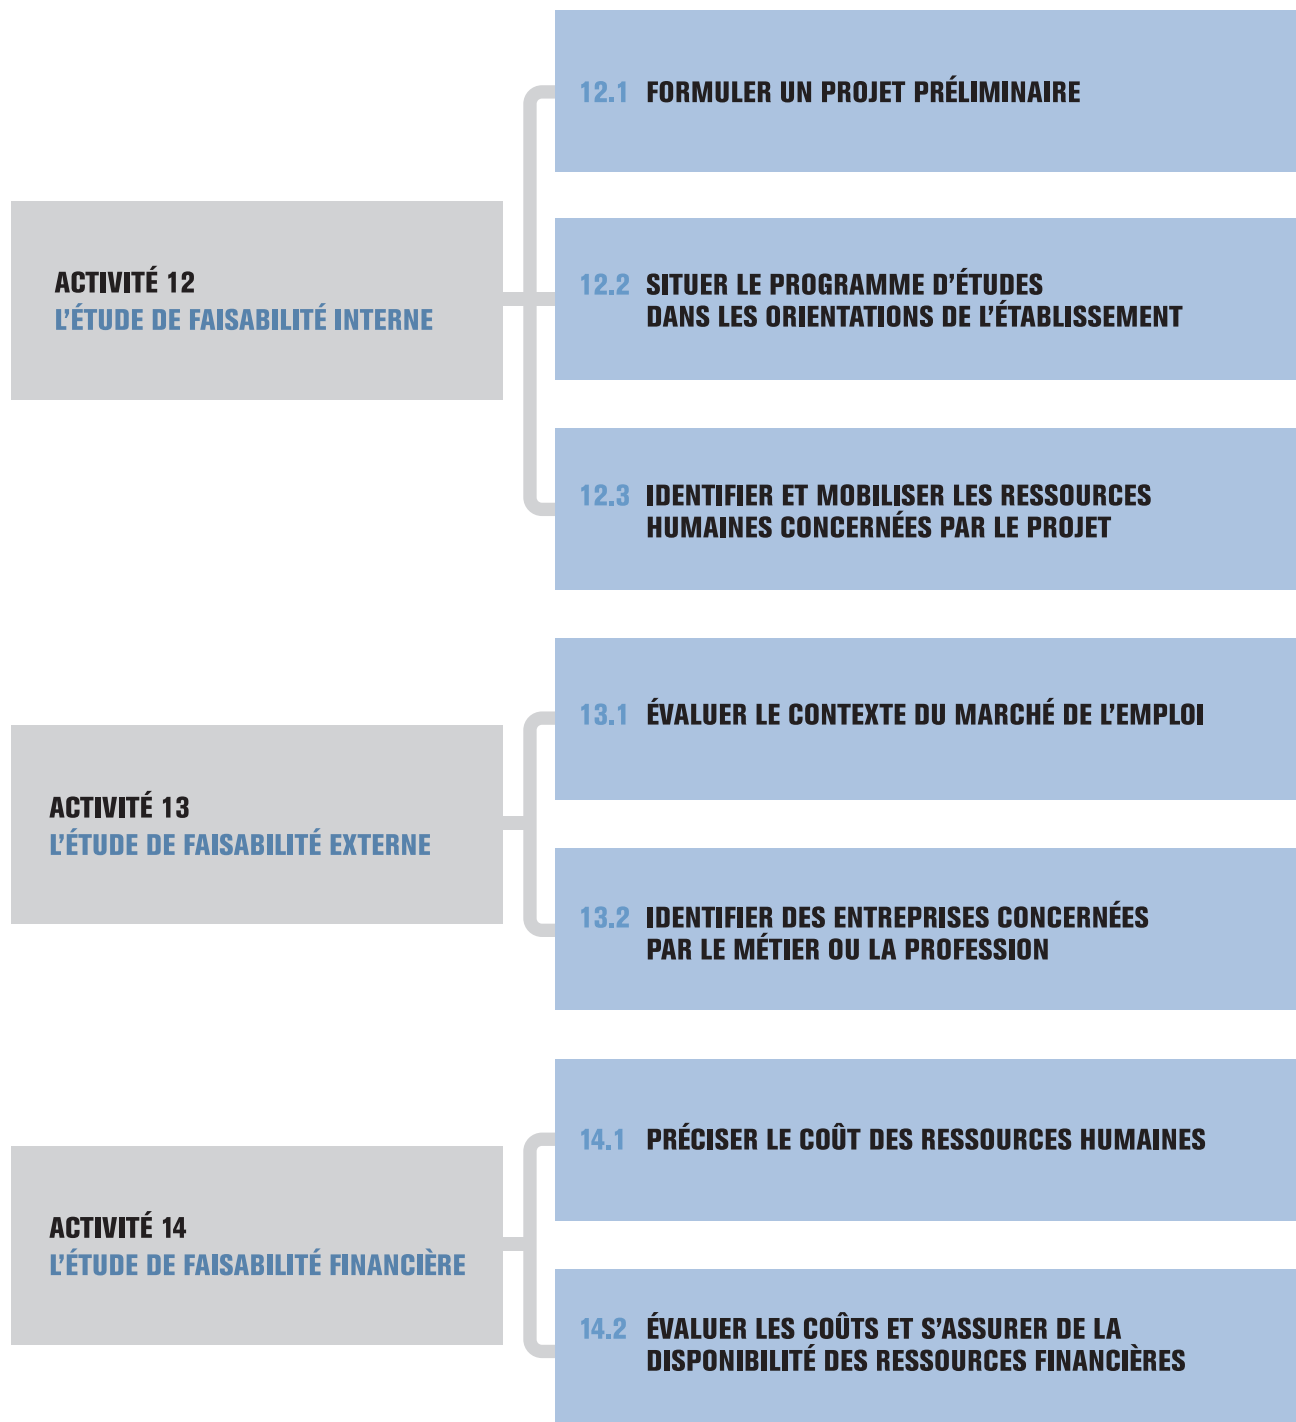 12.1 FORMULER UN PROJET PRÉLIMINAIRE
ACTIVITÉ 12
L’ÉTUDE DE FAISABILITÉ INTERNE
12.2 SITUER LE PROGRAMME D’ÉTUDES
DANS LES ORIENTATIONS DE L’ÉTABLISSEMENT
12.3 IDENTIFIER ET MOBILISER LES RESSOURCES
HUMAINES CONCERNÉES PAR LE PROJET
13.1 ÉVALUER LE CONTEXTE DU MARCHÉ DE L’EMPLOI
ACTIVITÉ 13
L’ÉTUDE DE FAISABILITÉ EXTERNE
13.2 IDENTIFIER DES ENTREPRISES CONCERNÉES
PAR LE MÉTIER OU LA PROFESSION
14.1 PRÉCISER LE COÛT DES RESSOURCES HUMAINES
ACTIVITÉ 14
L’ÉTUDE DE FAISABILITÉ FINANCIÈRE
14.2 ÉVALUER LES COÛTS ET S’ASSURER DE LA
DISPONIBILITÉ DES RESSOURCES FINANCIÈRES